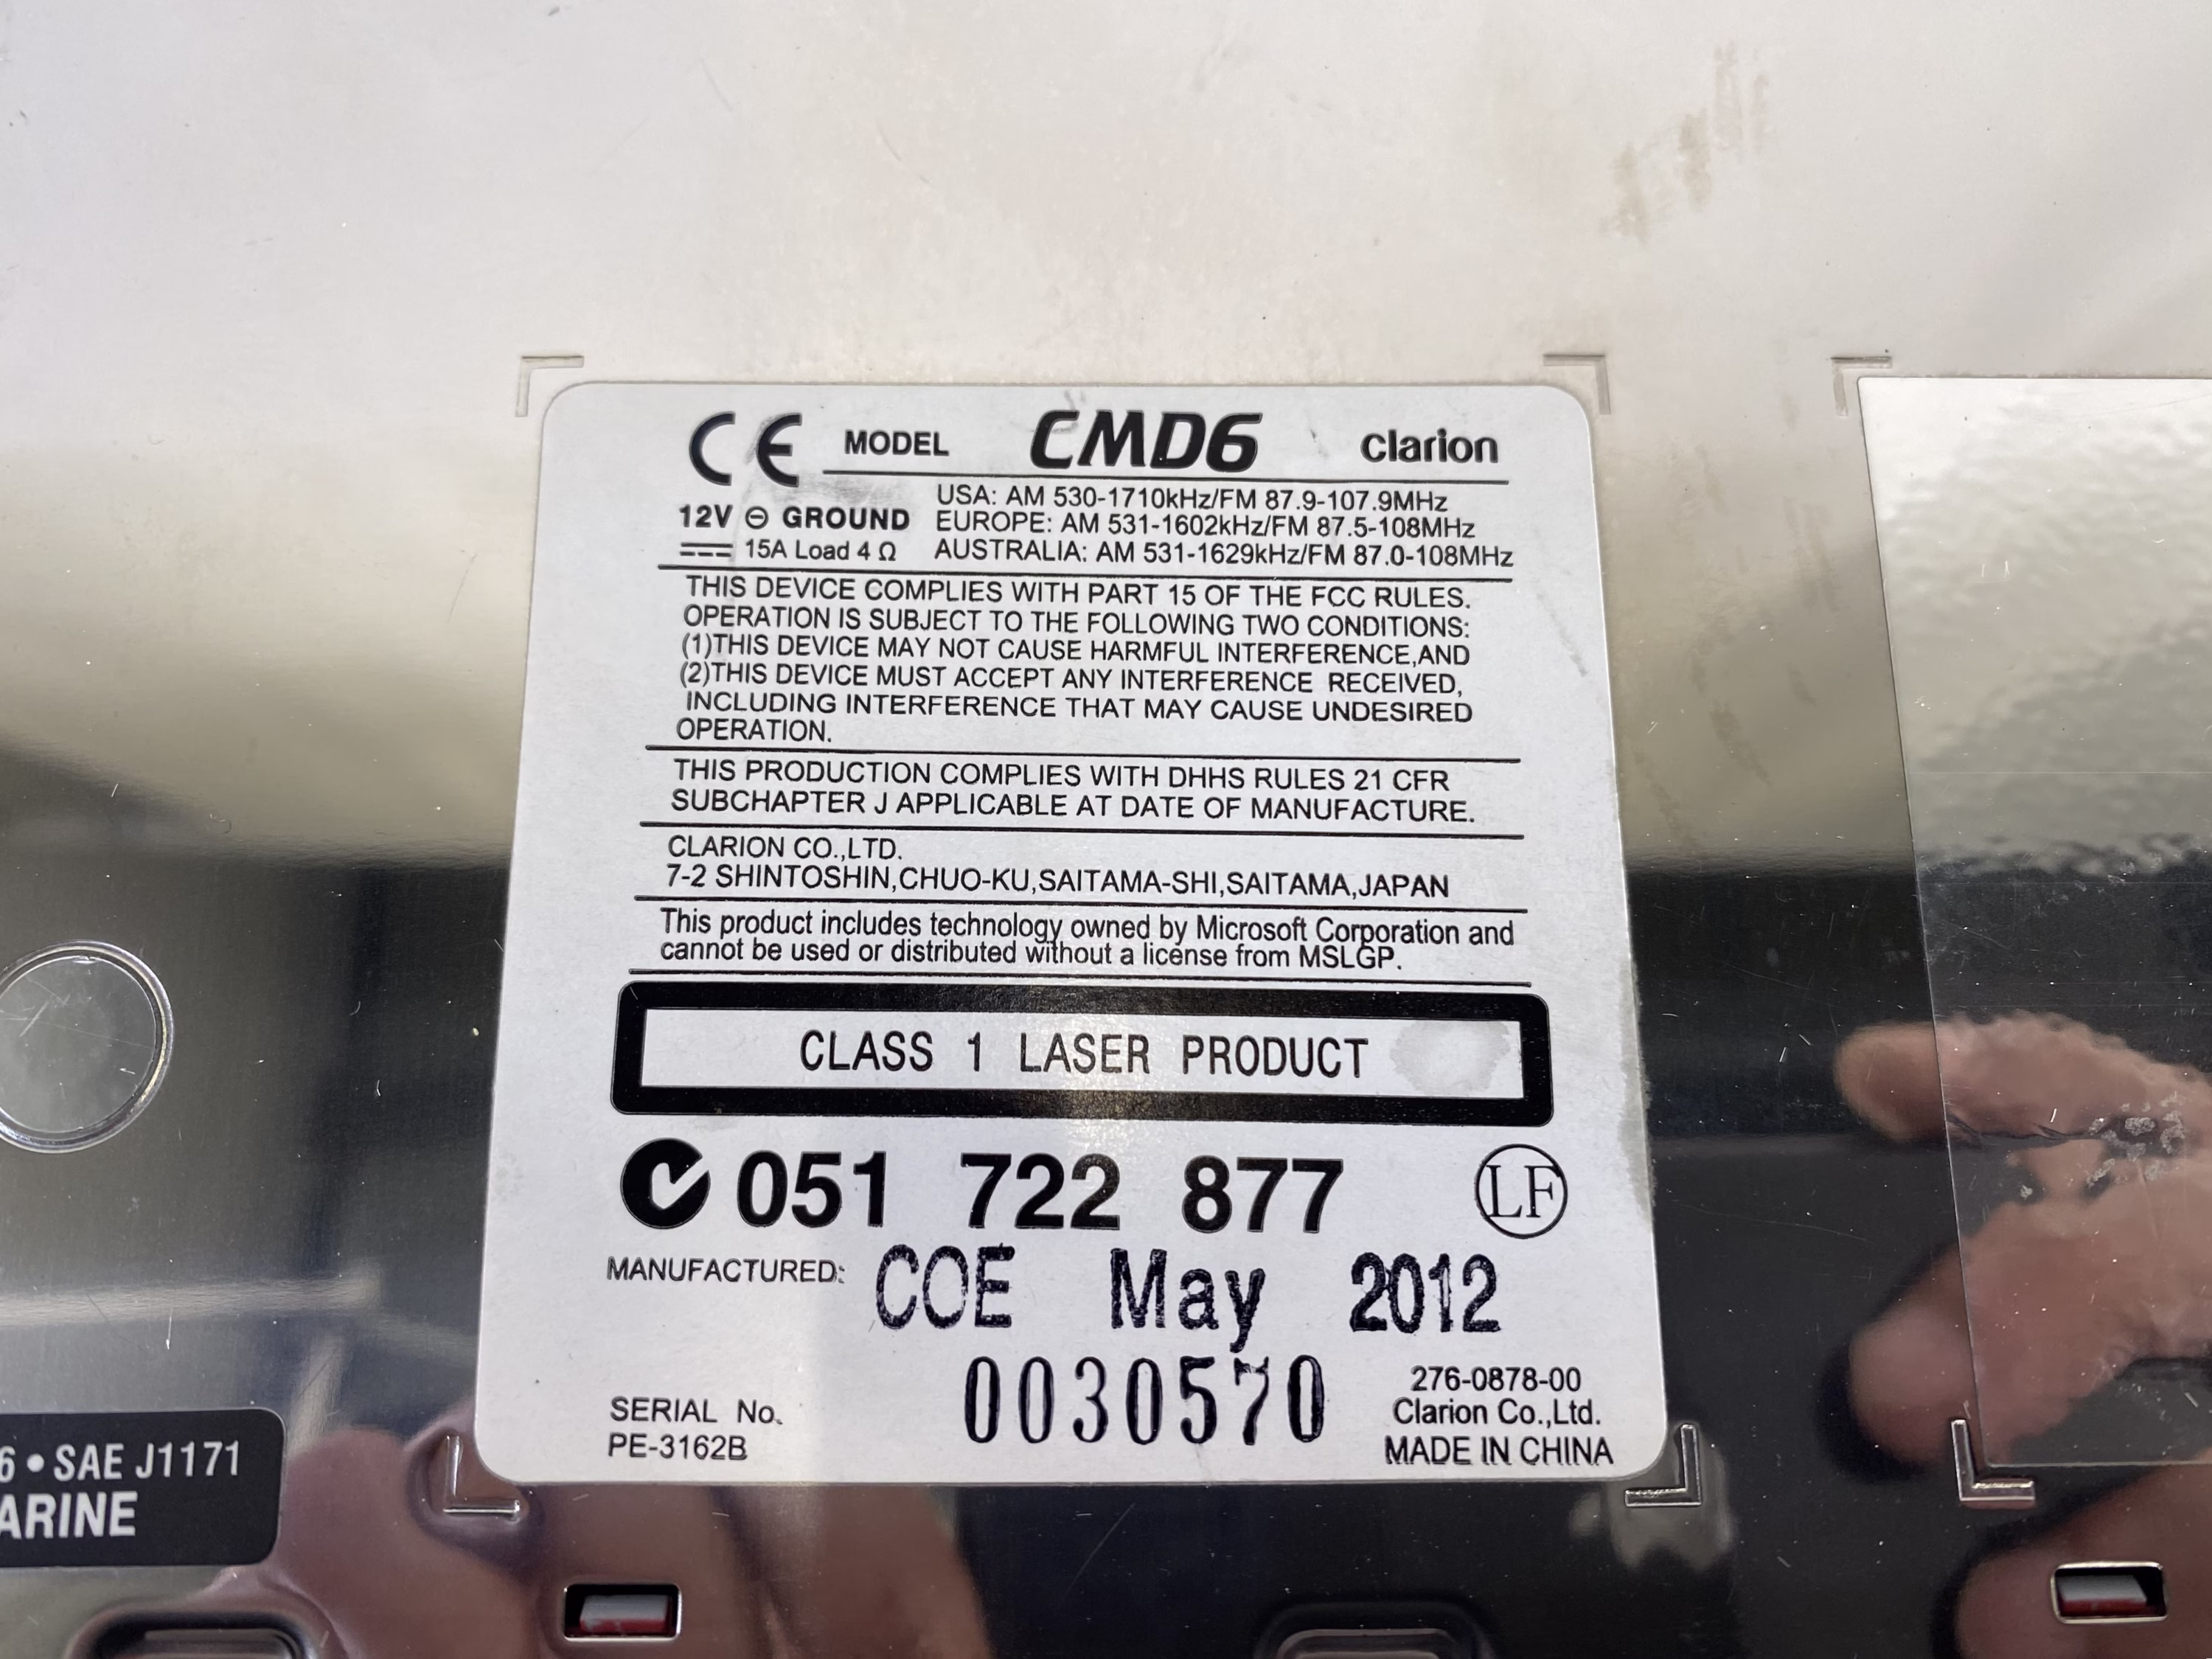 CE MODEL CMD6 Clarion
12V ⊖ GROUND
15A Load 4 Ω
USA: AM 530-1710kHz/FM 87.9-107.9MHz
EUROPE: AM 531-1602kHz/FM 87.5-108MHz
AUSTRALIA: AM 531-1629kHz/FM 87.0-108MHz
THIS DEVICE COMPLIES WITH PART 15 OF THE FCC RULES.
OPERATION IS SUBJECT TO THE FOLLOWING TWO CONDITIONS:
(1)THIS DEVICE MAY NOT CAUSE HARMFUL INTERFERENCE,AND
(2)THIS DEVICE MUST ACCEPT ANY INTERFERENCE RECEIVED,
INCLUDING INTERFERENCE THAT MAY CAUSE UNDESIRED
OPERATION.
THIS PRODUCTION COMPLIES WITH DHHS RULES 21 CFR
SUBCHAPTER J APPLICABLE AT DATE OF MANUFACTURE.
CLARION CO.,LTD.
7-2 SHINTOSHIN,CHUO-KU,SAITAMA-SHI,SAITAMA,JAPAN
This product includes technology owned by Microsoft Corporation and
cannot be used or distributed without a license from MSLGP.
CLASS 1 LASER PRODUCT
051 722 877 LF
MANUFACTURED: COE May 2012
0030570
SERIAL No.
PE-3162B
276-0878-00
Clarion Co.,Ltd.
MADE IN CHINA
6 • SAE J1171
ARINE